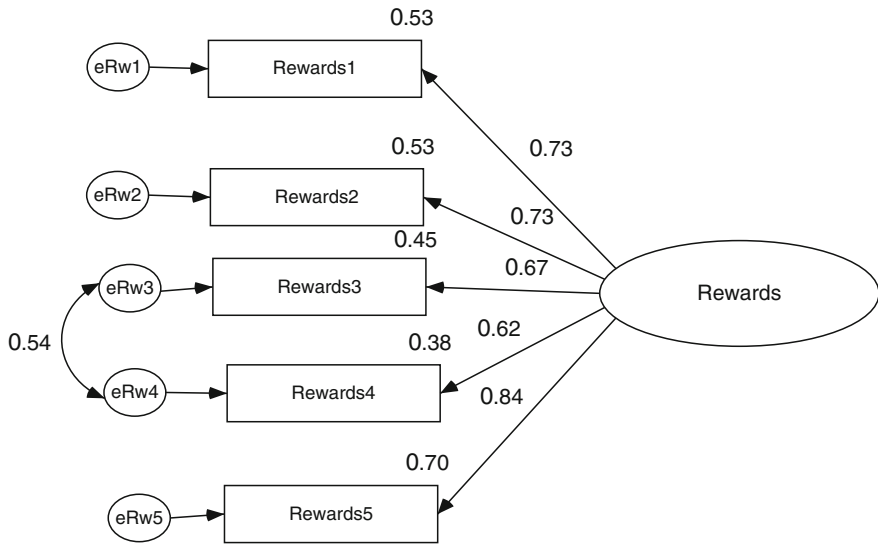 0.53
eRw1
Rewards1
0.73
0.53
eRw2
Rewards2
0.73
0.45
eRw3
Rewards3
0.67
Rewards
0.54
0.38
0.62
eRw4
Rewards4
0.84
0.70
eRw5
Rewards5